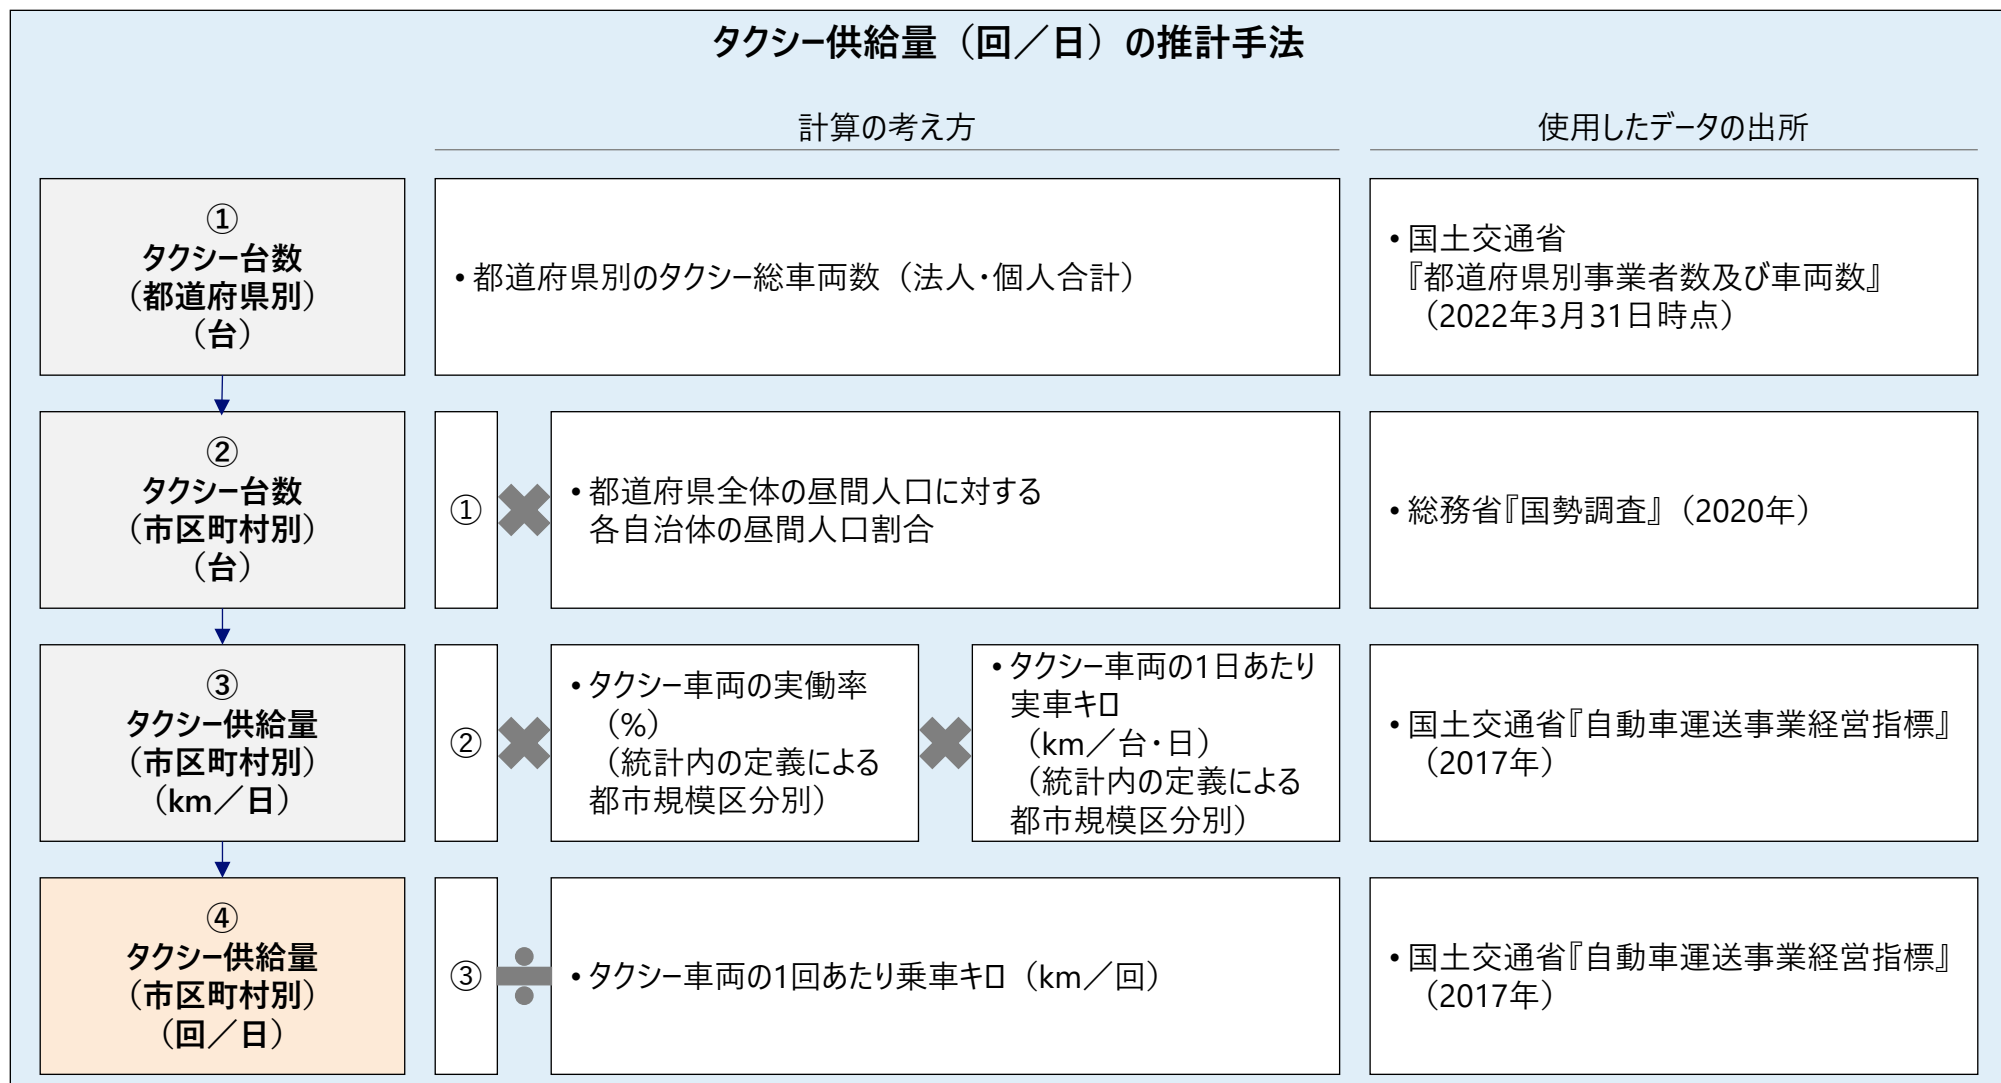 タクシー供給量（回／日）の推計手法
計算の考え方
使用したデータの出所
①
タクシー台数
（都道府県別）
（台）
• 都道府県別のタクシー総車両数（法人・個人合計）
• 国土交通省
『都道府県別事業者数及び車両数』
（2022年3月31日時点）
②
タクシー台数
（市区町村別）
（台）
①
• 都道府県全体の昼間人口に対する
各自治体の昼間人口割合
• 総務省『国勢調査』（2020年）
③
タクシー供給量
（市区町村別）
（km／日）
②
• タクシー車両の実働率
（%）
（統計内の定義による
都市規模区分別）
• タクシー車両の1日あたり
実車キロ
（km／台・日）
（統計内の定義による
都市規模区分別）
• 国土交通省『自動車運送事業経営指標』
（2017年）
④
タクシー供給量
（市区町村別）
（回／日）
③
• タクシー車両の1回あたり乗車キロ（km／回）
• 国土交通省『自動車運送事業経営指標』
（2017年）